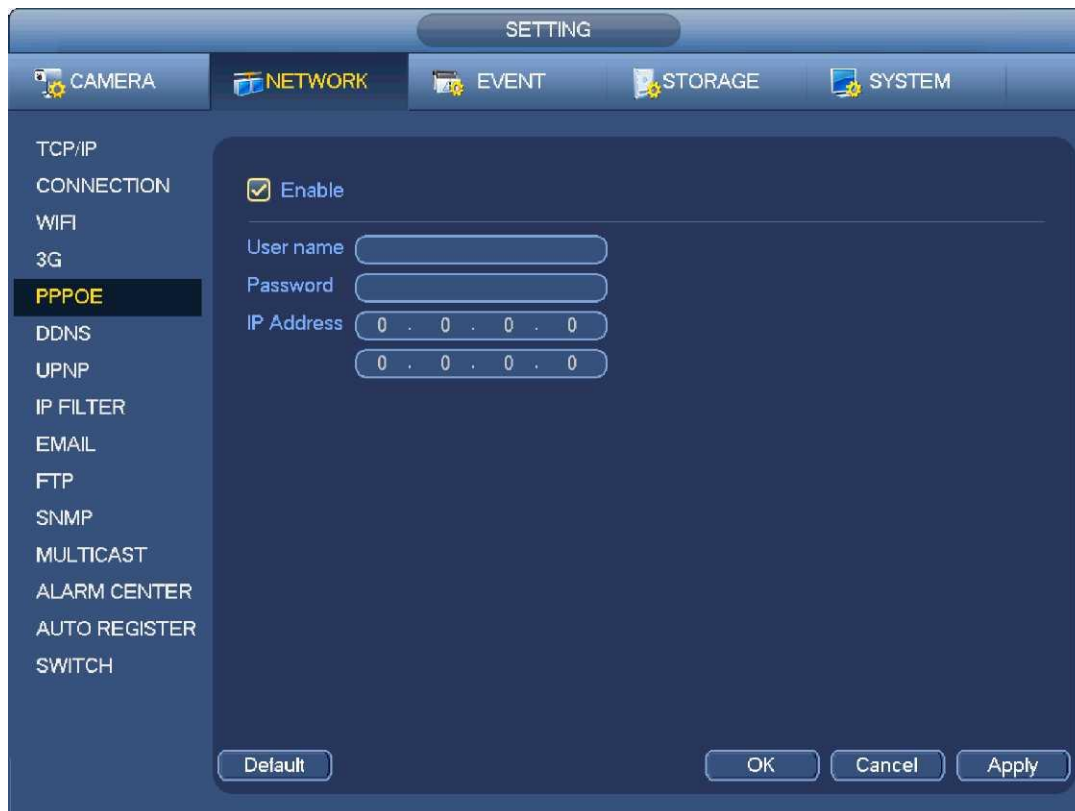 SETTING
CAMERA NETWORK EVENT STORAGE SYSTEM
TCP/IP
CONNECTION
WIFI
3G
PPPOE
DDNS
UPNP
IP FILTER
EMAIL
FTP
SNMP
MULTICAST
ALARM CENTER
AUTO REGISTER
SWITCH
Enable
User name
Password
IP Address 0 . 0 . 0 . 0
0 . 0 . 0 . 0
Default OK Cancel Apply